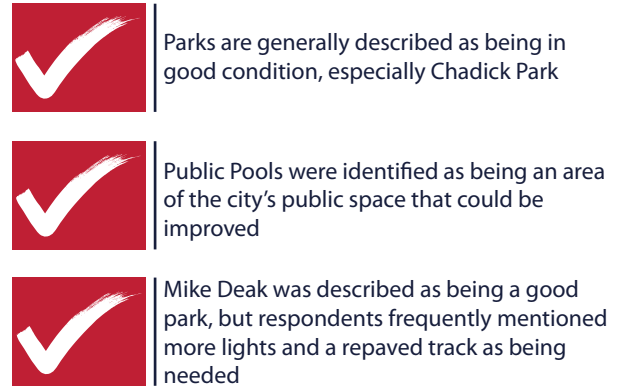 Parks are generally described as being in
good condition, especially Chadick Park
Public Pools were identified as being an area
of the city's public space that could be
improved
Mike Deak was described as being a good
park, but respondents frequently mentioned
more lights and a repaved track as being
needed